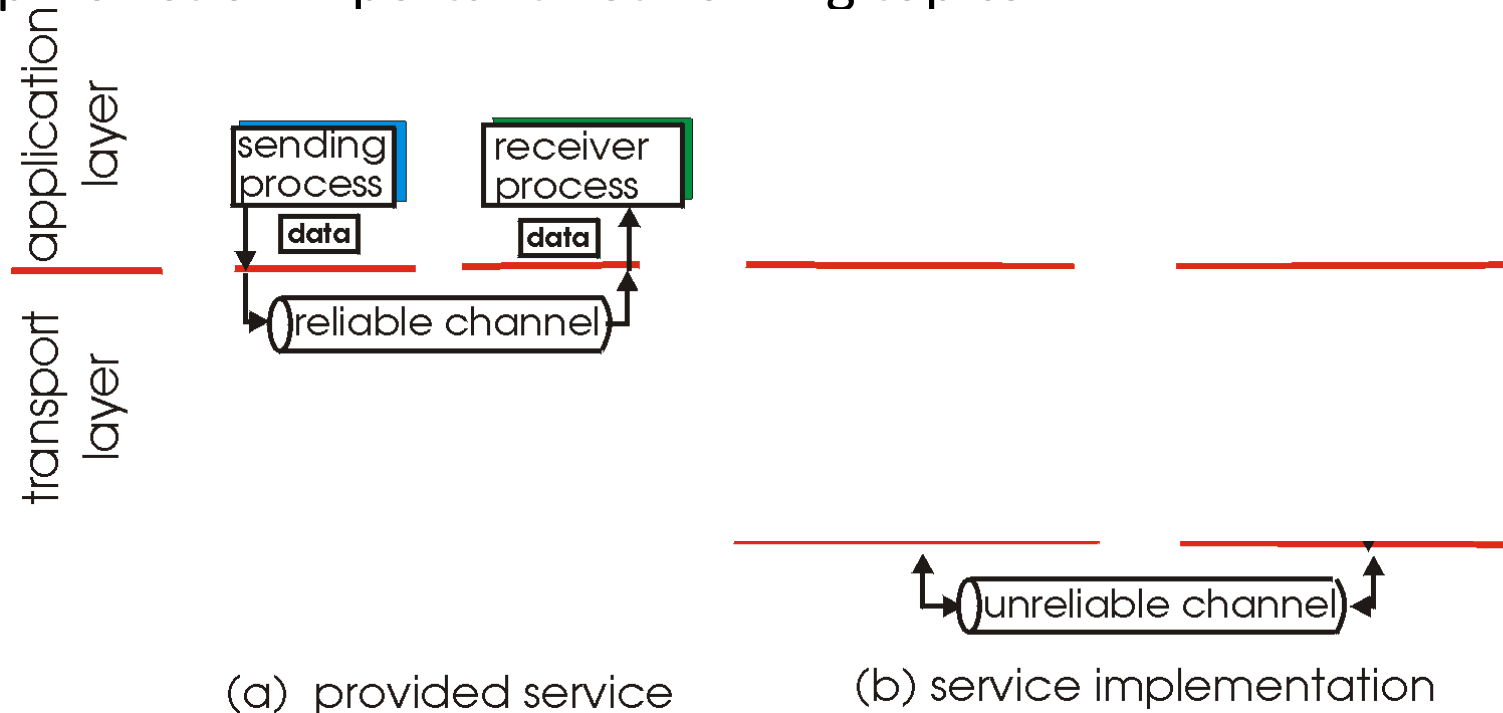 application
layer
transport
layer
sending
process
data
receiver
process
data
reliable channel
unreliable channel
(a) provided service
(b) service implementation